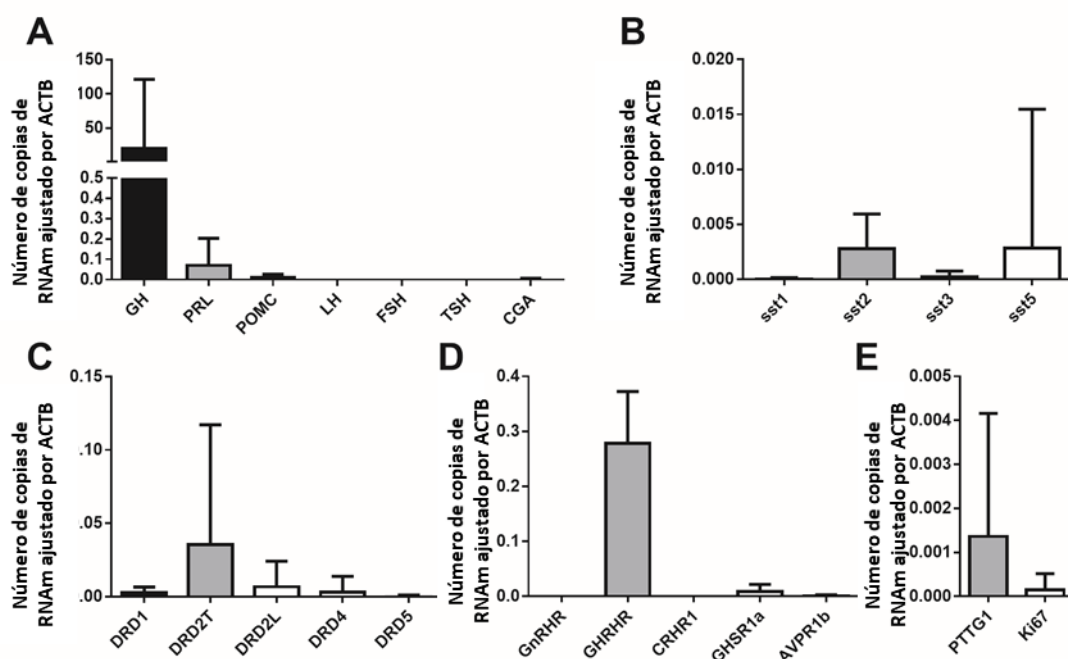 A
Número de copias de
RNAm ajustado por ACTB
150
100
50
0.5
0.4
0.3
0.2
0.1
0.0
GH
PRL
POMC
LH
FSH
TSH
CGA
B
Número de copias de
RNAm ajustado por ACTB
0.020
0.015
0.010
0.005
0.000
sst1
sst2
sst3
sst5
C
Número de copias de
RNAm ajustado por ACTB
).15
).10
).05
).00
DRD1
DRD2T
DRD2L
DRD4
DRD5
D
Número de copias de
RNAm ajustado por ACTB
0.4
0.3
0.2
0.1
0.0
GnRHR
GHRHR
CRHR1
GHSR1a
AVPR1b
E
Número de copias de
RNAm ajustado por ACTB
0.005
0.004
0.003
0.002
0.001
0.000
PTTG1
Ki67